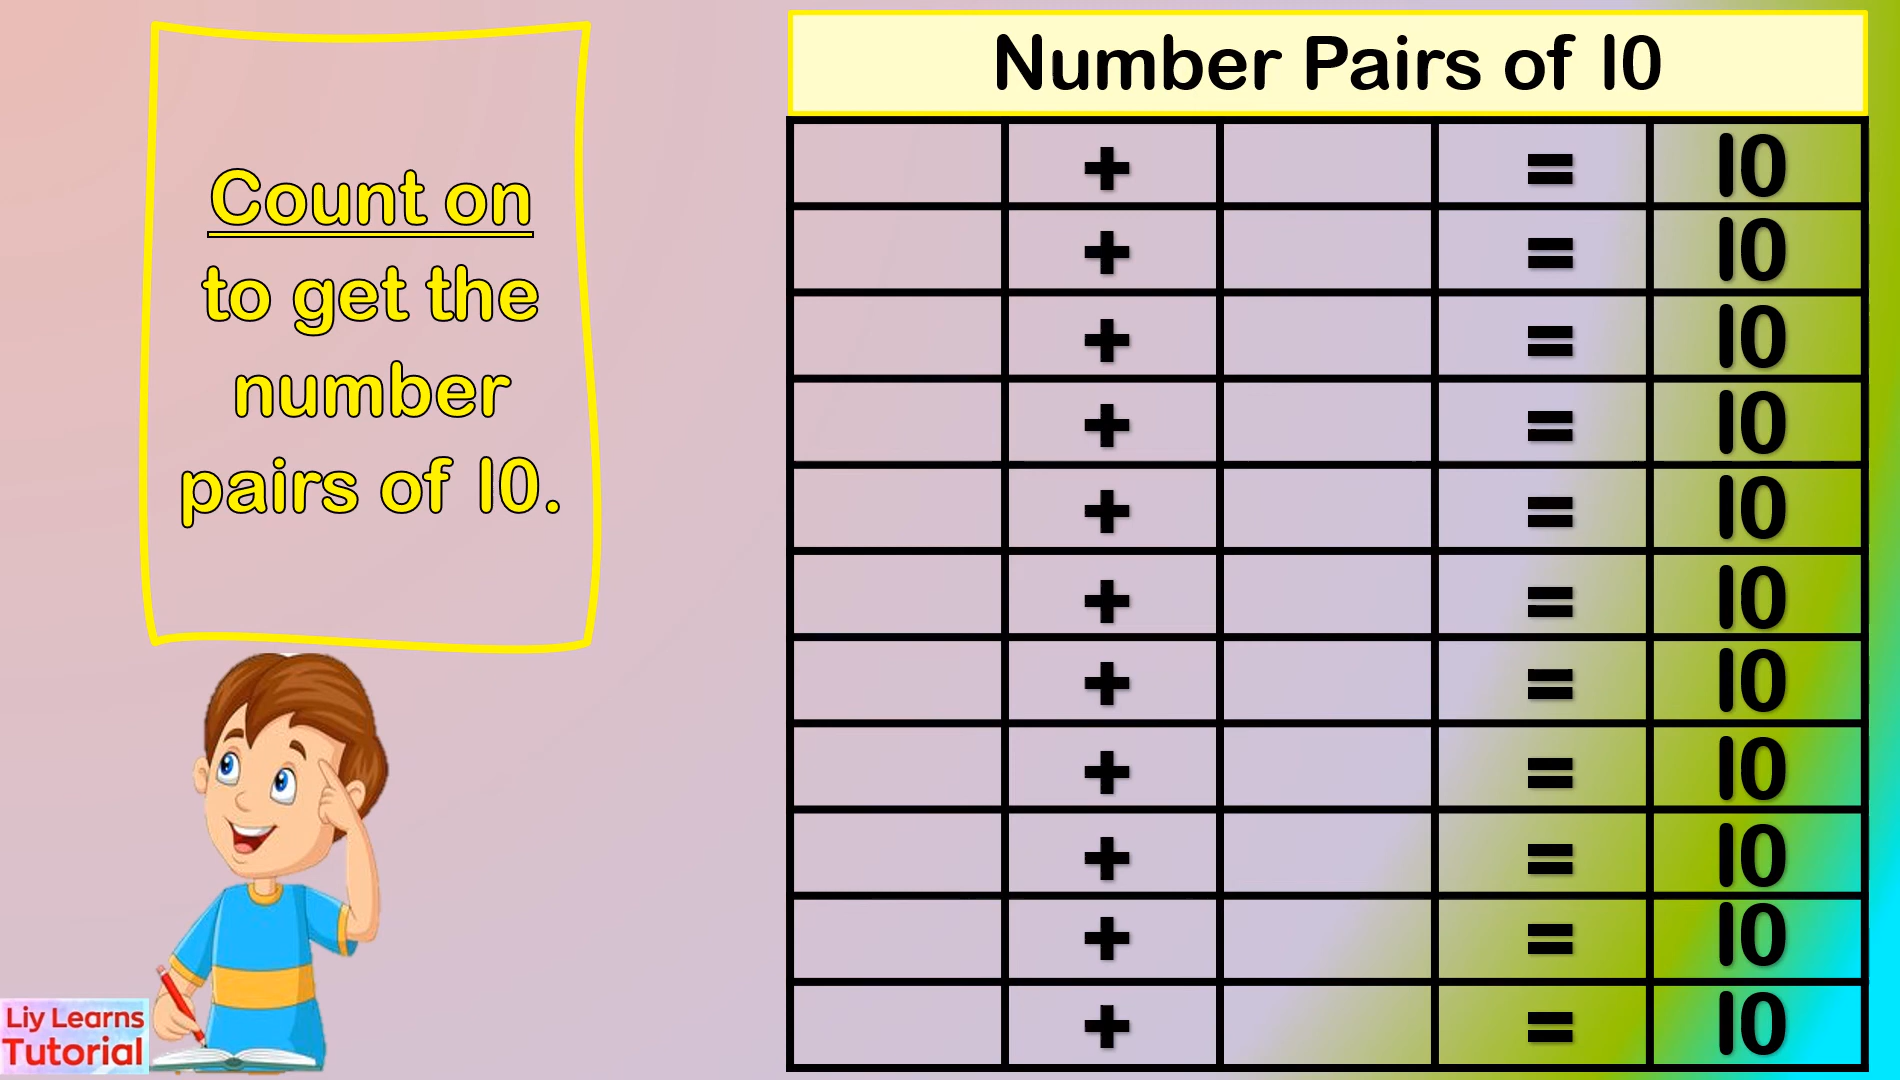 Number Pairs of 10
Count on
to get the
number
pairs of 10.
+ = 10
+ = 10
+ = 10
+ = 10
+ = 10
+ = 10
+ = 10
+ = 10
+ = 10
+ = 10
+ = 10
Liy Learns
Tutorial